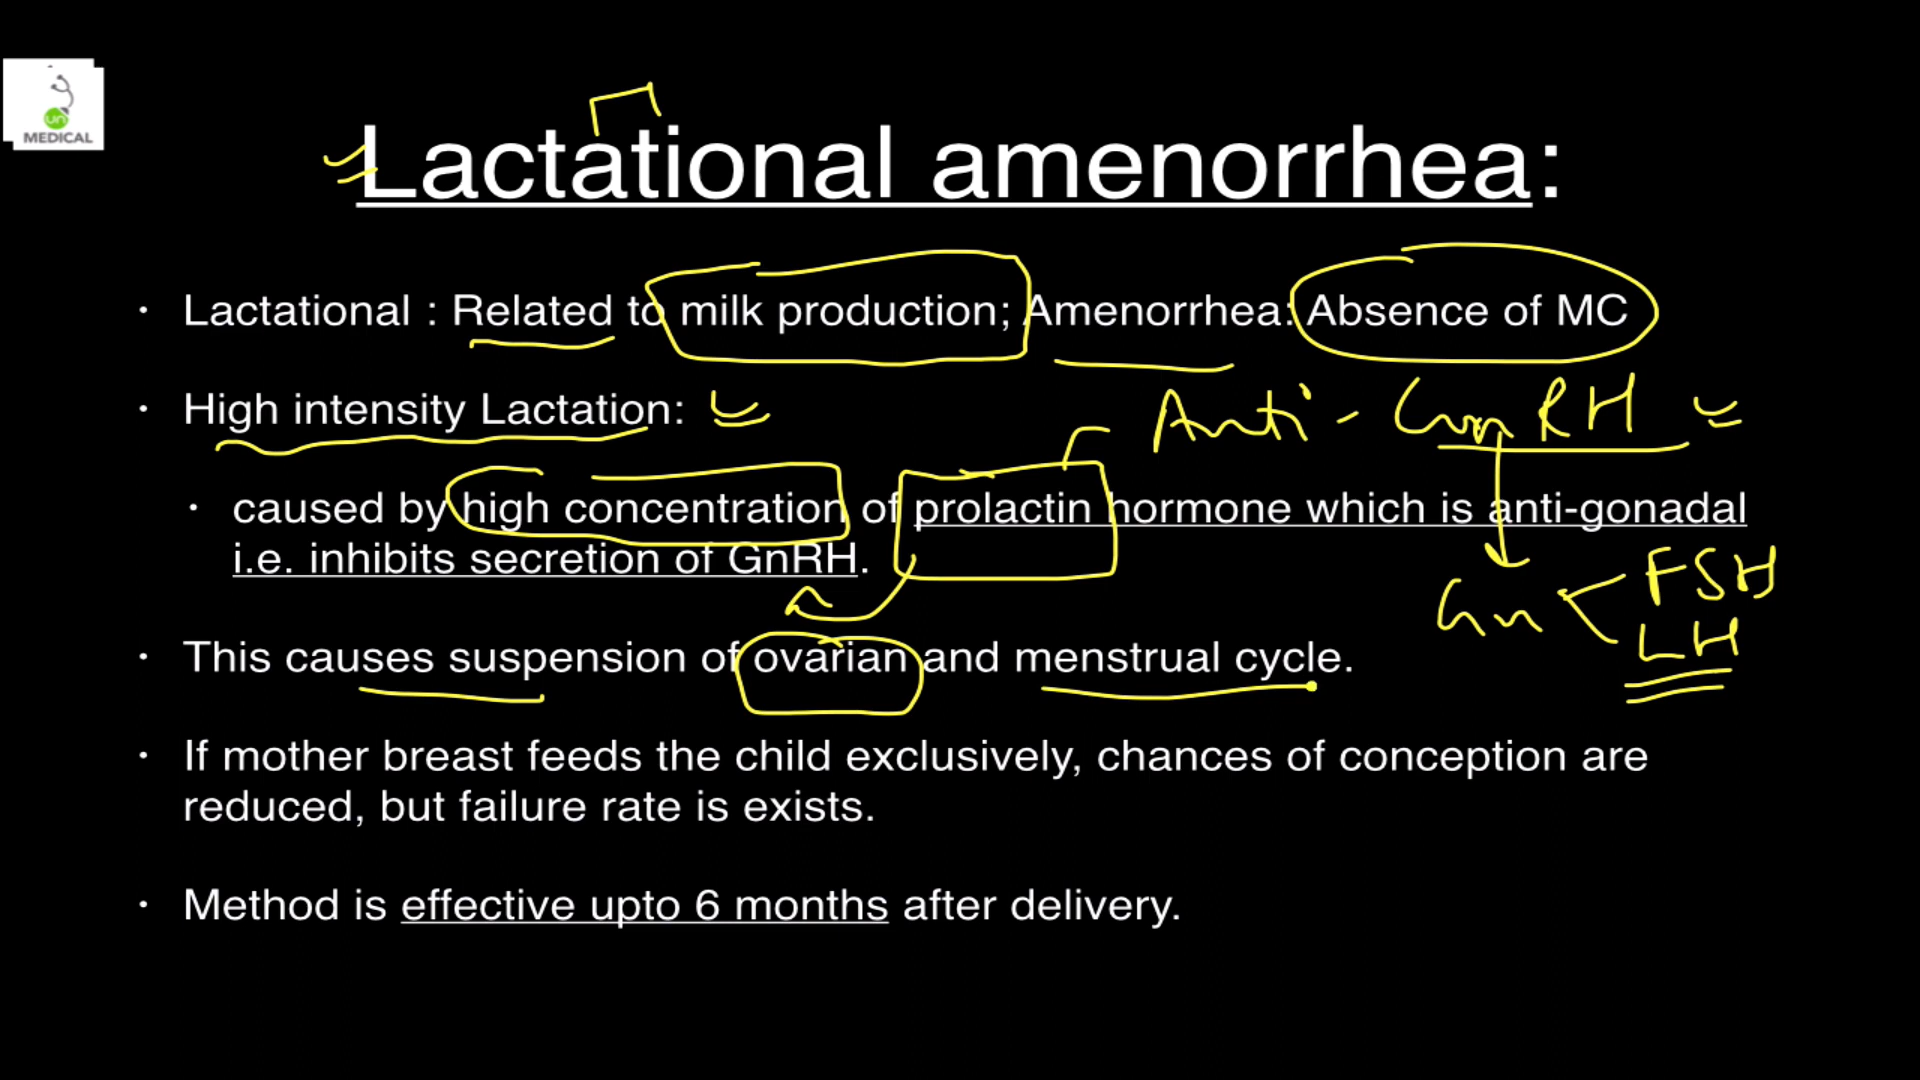 un
MEDICAL
Lactational amenorrhea:
• Lactational : Related to milk production; Amenorrhea: Absence of MC
• High intensity Lactation:
Anti - GnRH
• caused by high concentration of prolactin hormone which is anti-gonadal
i.e. inhibits secretion of GnRH.
Gn < FSH
LH
• This causes suspension of ovarian and menstrual cycle.
• If mother breast feeds the child exclusively, chances of conception are
reduced, but failure rate is exists.
• Method is effective upto 6 months after delivery.